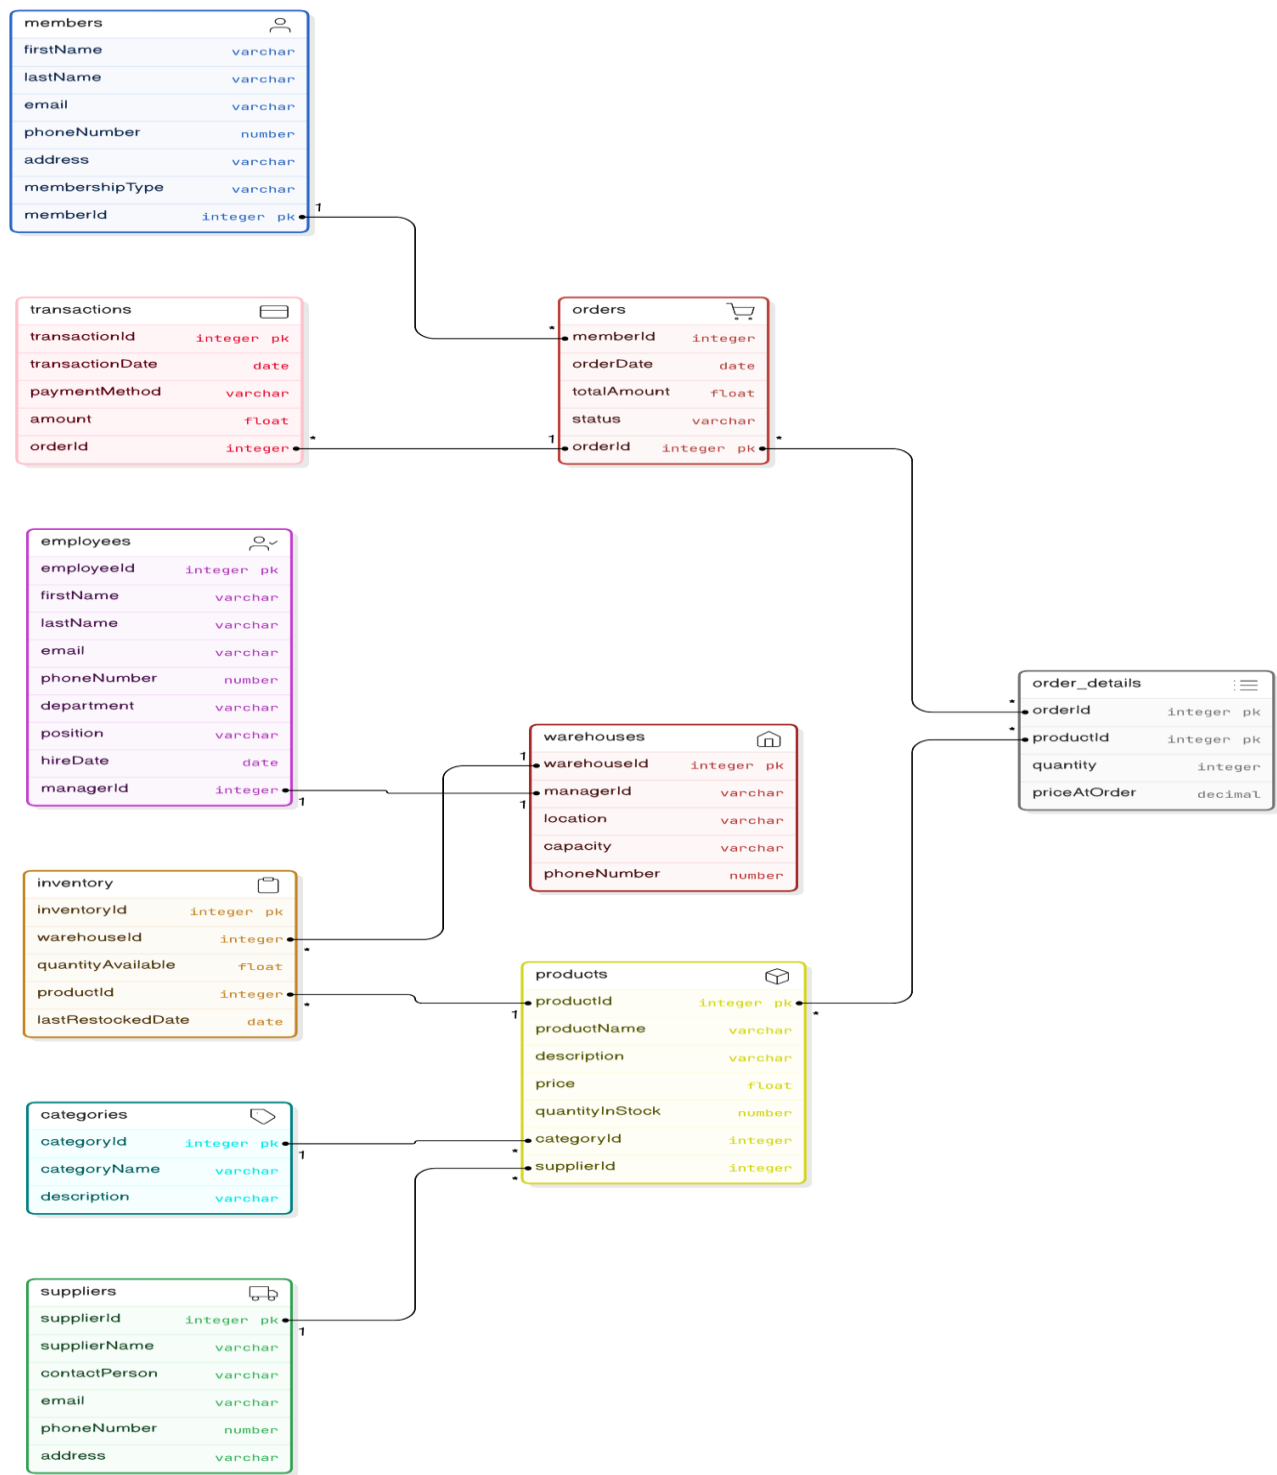 members
firstName varchar
lastName varchar
email varchar
phoneNumber number
address varchar
membershipType varchar
memberId integer pk
1
transactions
transactionId integer pk
transactionDate date
paymentMethod varchar
amount float
orderId integer
*
1
*
orders
memberId integer
orderDate date
totalAmount float
status varchar
orderId integer pk
*
employees
employeeId integer pk
firstName varchar
lastName varchar
email varchar
phoneNumber number
department varchar
position varchar
hireDate date
managerId integer
1
1
1
warehouses
warehouseId integer pk
managerId varchar
location varchar
capacity varchar
phoneNumber number
order_details
*
orderId integer pk
*
productId integer pk
quantity integer
priceAtOrder decimal
inventory
inventoryId integer pk
warehouseId integer
*
quantityAvailable float
productId integer
*
lastRestockedDate date
products
productId integer pk
1
*
productName varchar
description varchar
price float
quantityInStock number
categoryId integer
*
supplierId integer
*
categories
categoryId integer pk
1
categoryName varchar
description varchar
suppliers
supplierId integer pk
1
supplierName varchar
contactPerson varchar
email varchar
phoneNumber number
address varchar